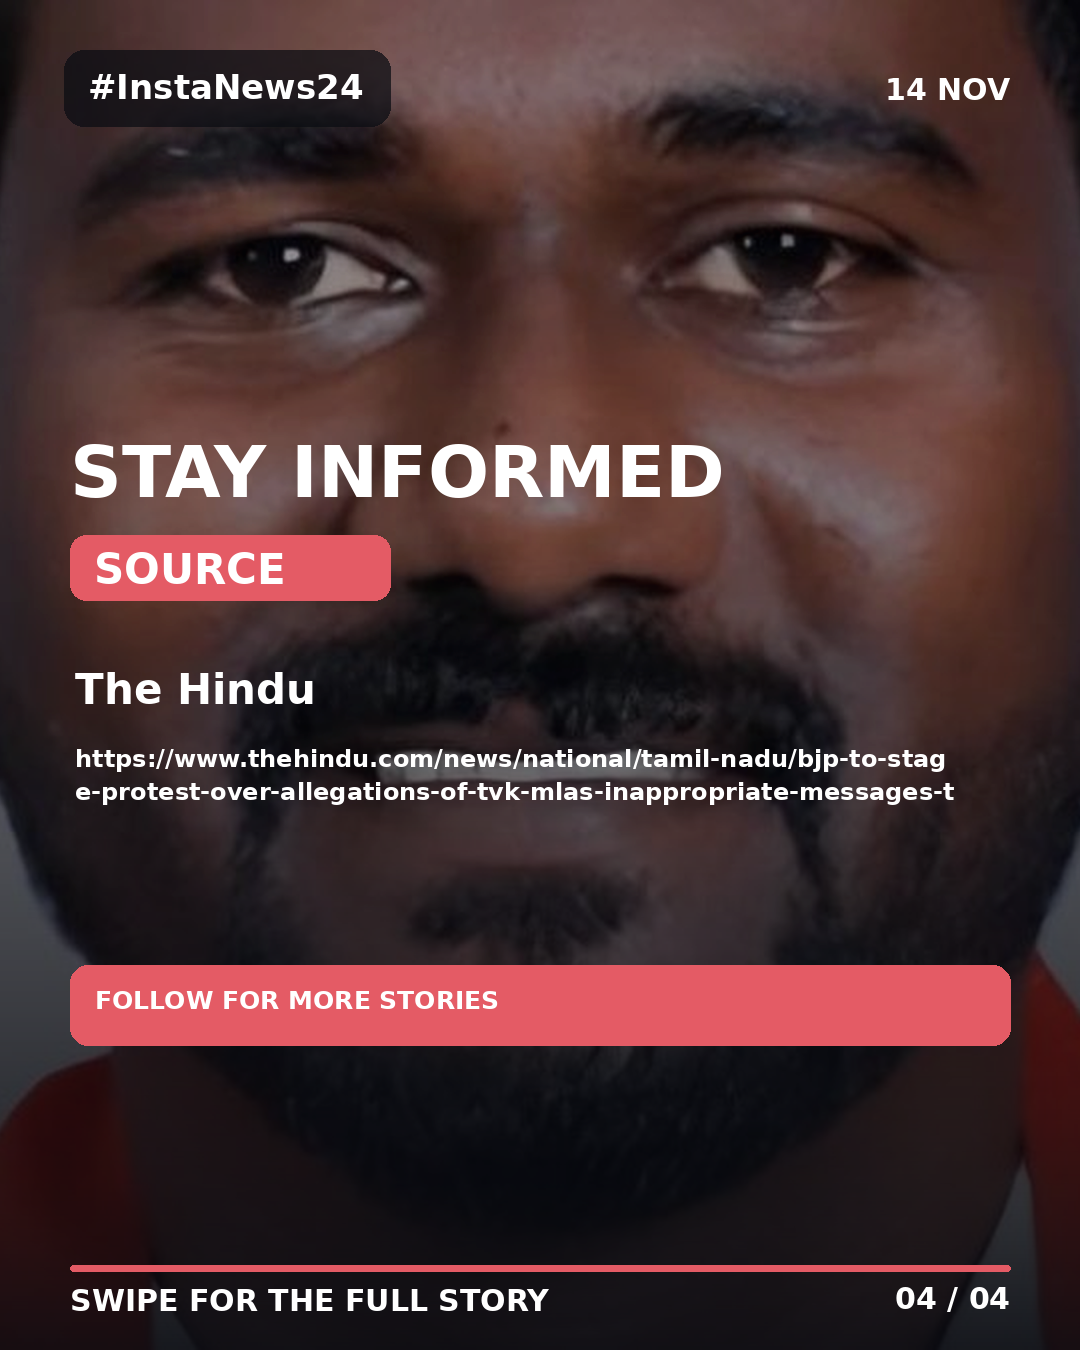 #InstaNews24
14 NOV
STAY INFORMED
SOURCE
The Hindu
https://www.thehindu.com/news/national/tamil-nadu/bjp-to-stag
e-protest-over-allegations-of-tvk-mlas-inappropriate-messages-t
FOLLOW FOR MORE STORIES
SWIPE FOR THE FULL STORY
04 / 04